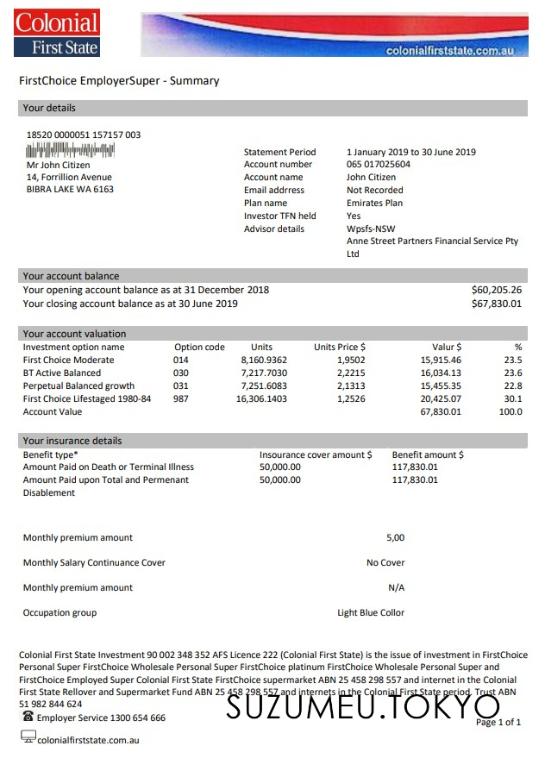 Colonial
First State
colonialfirststate.com.au
FirstChoice EmployerSuper - Summary
Your details
18520 0000051 157157 003
Mr John Citizen
14, Forrillion Avenue
BIBRA LAKE WA 6163
Statement Period 1 January 2019 to 30 June 2019
Account number 065 017025604
Account name John Citizen
Email addrress Not Recorded
Plan name Emirates Plan
Investor TFN held Yes
Advisor details Wpsfs-NSW
Anne Street Partners Financial Service Pty
Ltd
Your account balance
Your opening account balance as at 31 December 2018 $60,205.26
Your closing account balance as at 30 June 2019 $67,830.01
Your account valuation
Investment option name Option code Units Units Price $ Valur $ %
First Choice Moderate 014 8,160.9362 1,9502 15,915.46 23.5
BT Active Balanced 030 7,217.7030 2,2215 16,034.13 23.6
Perpetual Balanced growth 031 7,251.6083 2,1313 15,455.35 22.8
First Choice Lifestaged 1980-84 987 16,306.1403 1,2526 20,425.07 30.1
Account Value 67,830.01 100.0
Your insurance details
Benefit type* Insourance cover amount $ Benefit amount $
Amount Paid on Death or Terminal Illness 50,000.00 117,830.01
Amount Paid upon Total and Permenant 50,000.00 117,830.01
Disablement
Monthly premium amount 5,00
Monthly Salary Continuance Cover No Cover
Monthly premium amount N/A
Occupation group Light Blue Collor
Colonial First State Investment 90 002 348 352 AFS Licence 222 (Colonial First State) is the issue of investment in FirstChoice
Personal Super FirstChoice Wholesale Personal Super FirstChoice platinum FirstChoice Wholesale Personal Super and
FirstChoice Employed Super Colonial First State FirstChoice supermarket ABN 25 458 298 557 and internet in the Colonial
First State Rellover and Supermarket Fund ABN 25 458 298 557 and internets in the Colonial First State period. Trust ABN
51 982 844 624
SUZUMEU.TOKYO
Employer Service 1300 654 666
Page 1 of 1
colonialfirststate.com.au